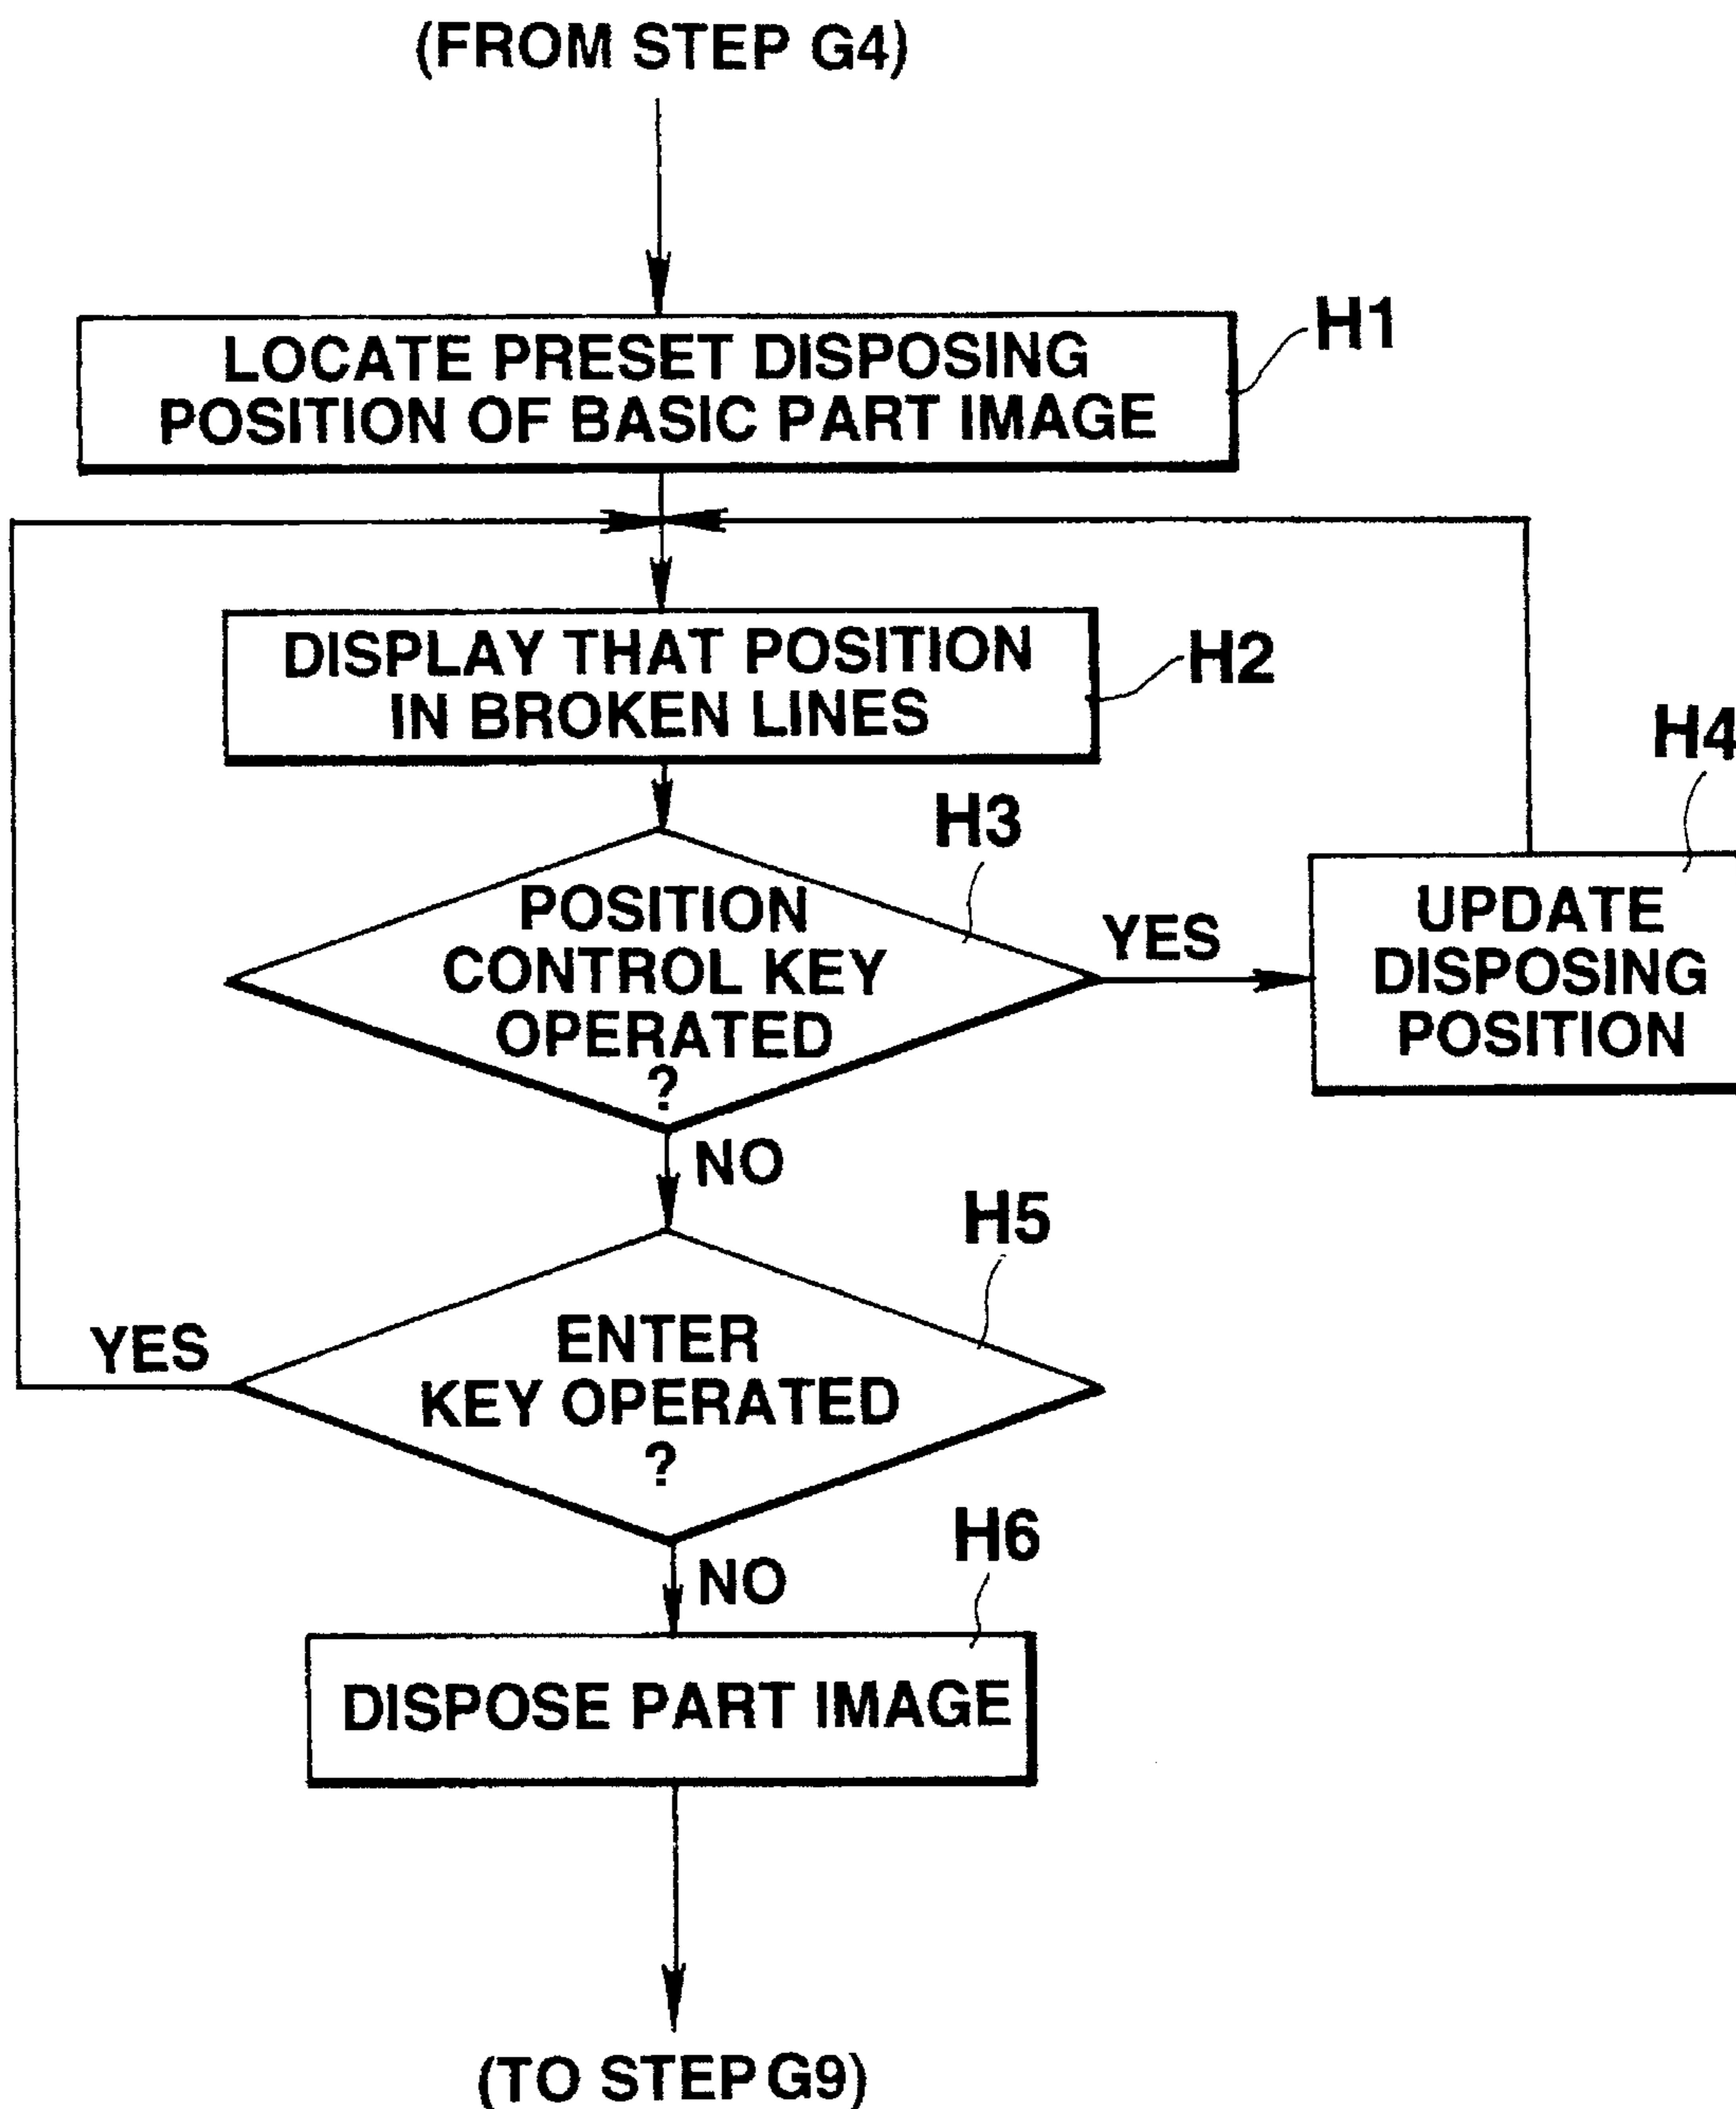 (FROM STEP G4)
H1
LOCATE PRESET DISPOSING
POSITION OF BASIC PART IMAGE
DISPLAY THAT POSITION
IN BROKEN LINES
H2
H4
H3
POSITION
CONTROL KEY
OPERATED
?
YES
UPDATE
DISPOSING
POSITION
NO
H5
ENTER
KEY OPERATED
?
YES
H6
NO
DISPOSE PART IMAGE
(TO STEP G9)